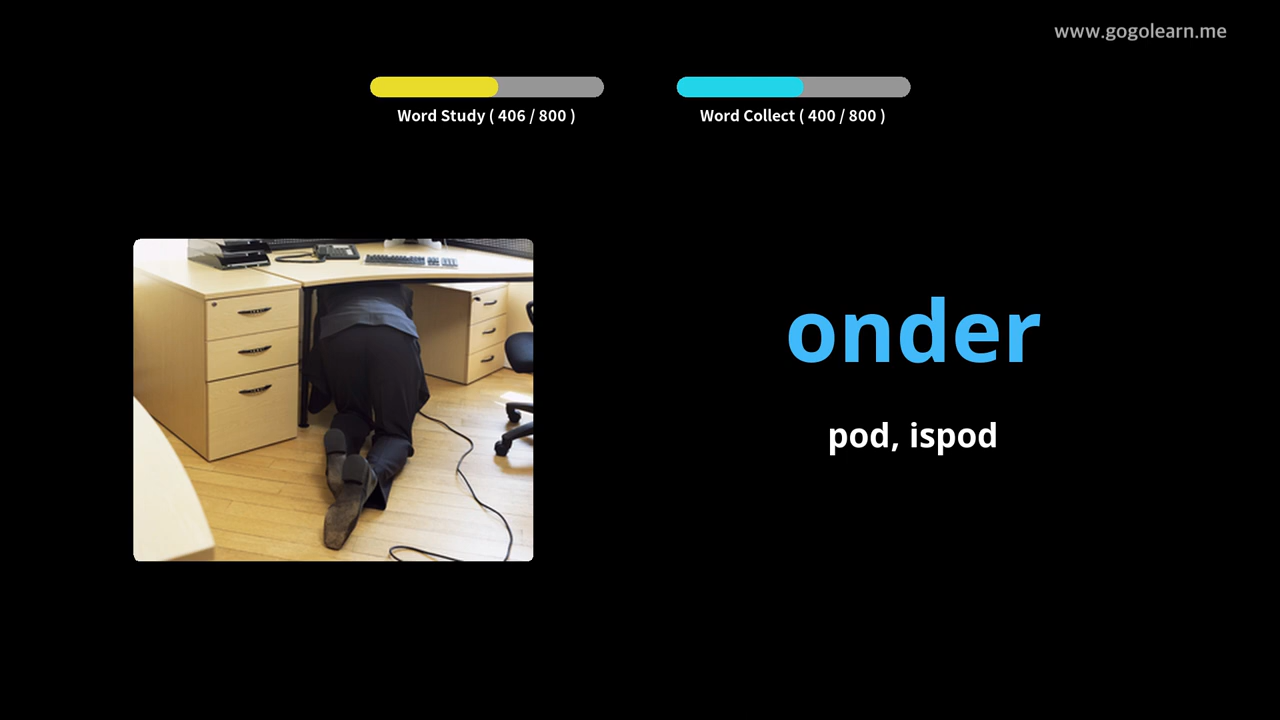 www.gogolearn.me
Word Study ( 406 / 800 )
Word Collect ( 400 / 800 )
onder
pod, ispod